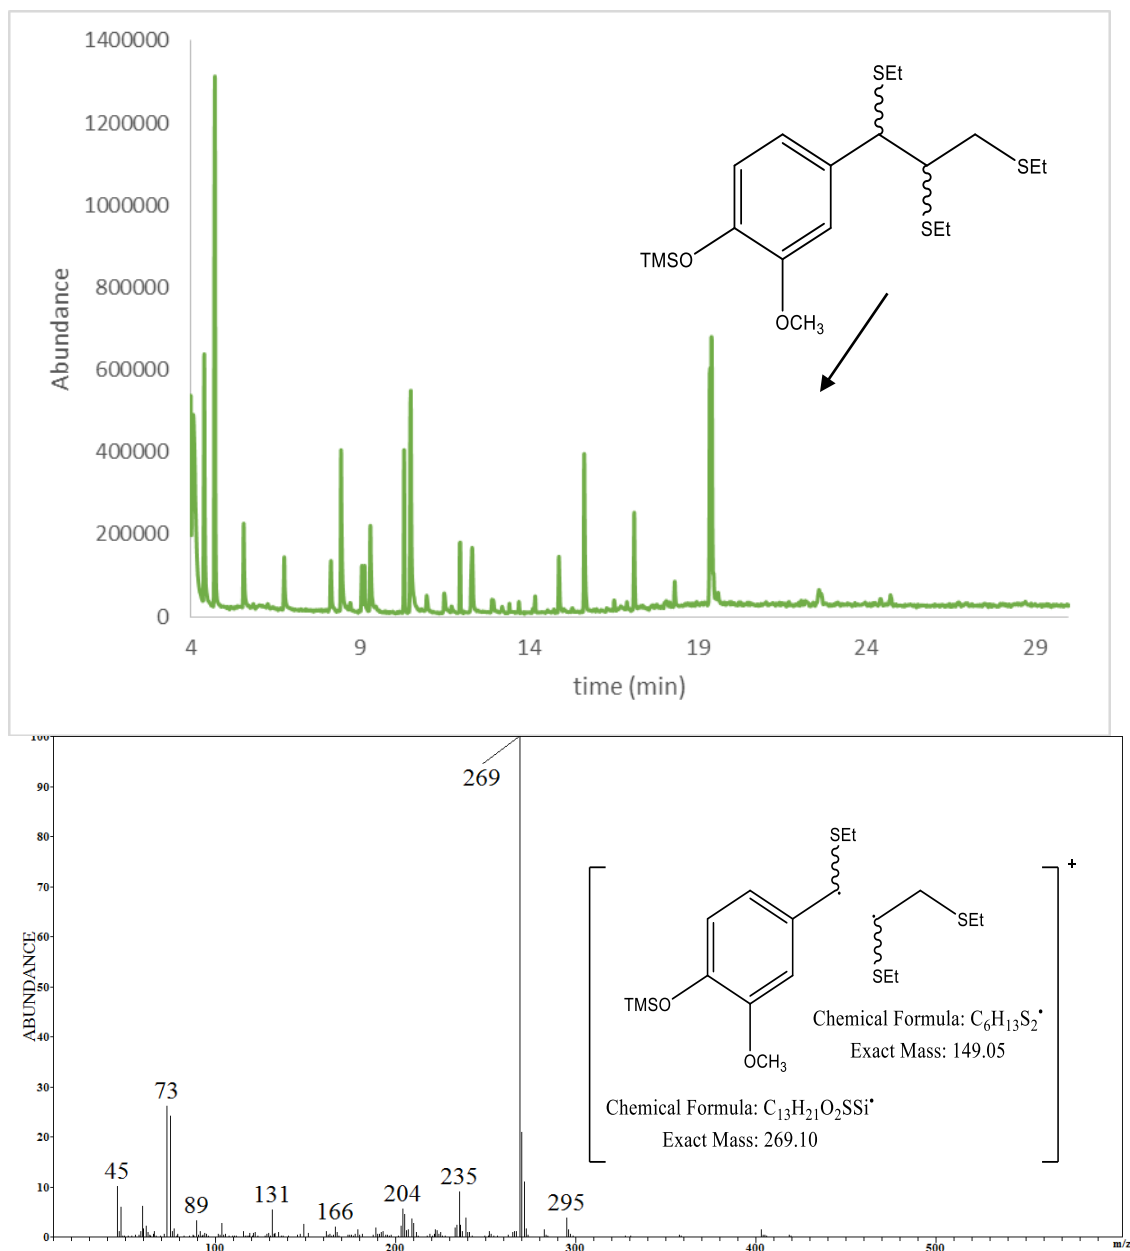 1400000
1200000
1000000
800000
600000
400000
200000
0
Abundance
4 9 14 19 24 29
time (min)
SEt
SEt
SEt
TMSO
OCH3
100
90
80
70
60
50
40
30
20
10
0
ABUNDANCE
269
73
45
89
131
166
204
235
295
100 200 300 400 500 m/z
SEt
+
SEt
SEt
TMSO
OCH3
Chemical Formula: C6H13S2•
Exact Mass: 149.05
Chemical Formula: C13H21O2SSi•
Exact Mass: 269.10